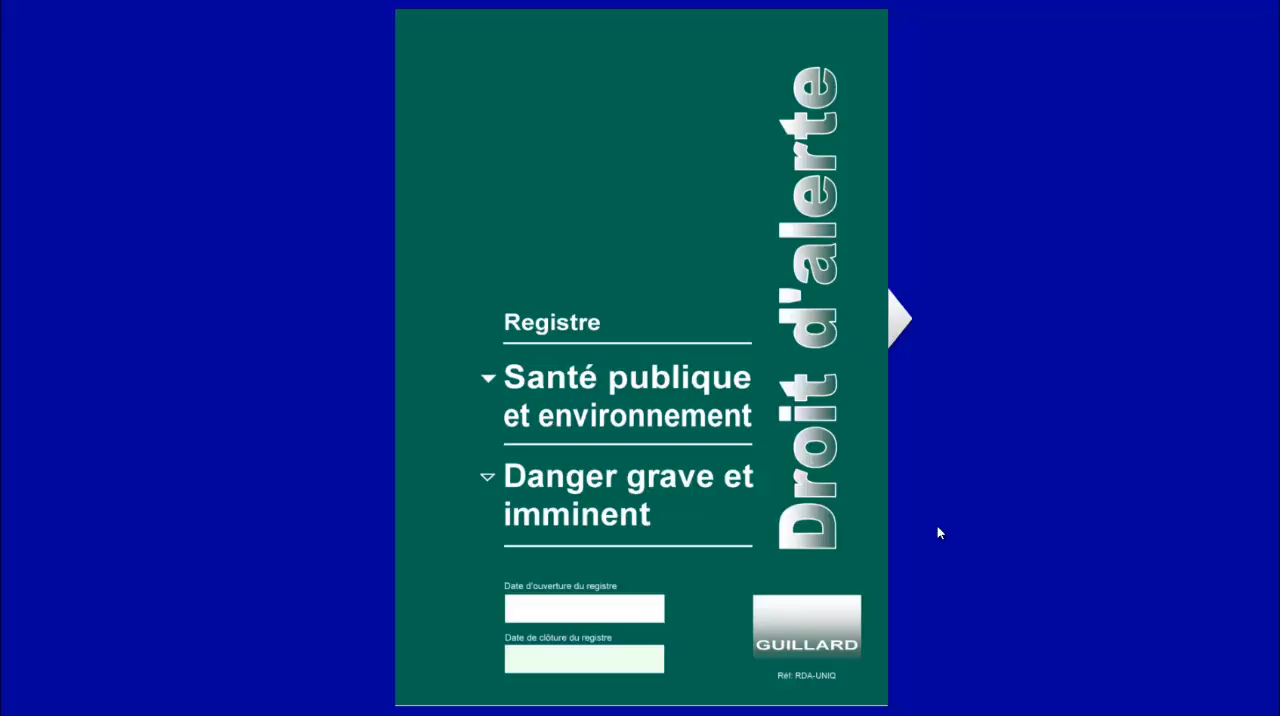 Droit d'alerte
Registre
Santé publique
et environnement
Danger grave et
imminent
Date d'ouverture du registre
Date de clôture du registre
GUILLARD
Réf: RDA-UNIQ